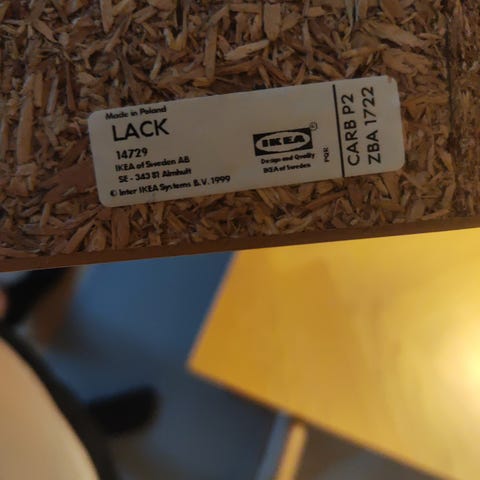 Made in Poland
LACK
14729
IKEA of Sweden AB
SE - 343 81 Älmhult
© Inter IKEA Systems B.V. 1999
IKEA®
Design and Quality
IKEA of Sweden
PQR
CARB P2
ZBA 1722